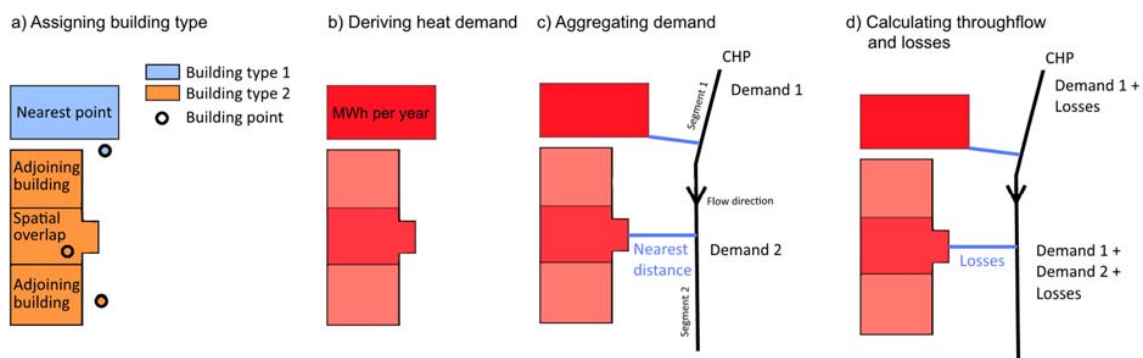 a) Assigning building type
Building type 1
Building type 2
Building point
Nearest point
Adjoining
building
Spatial
overlap
Adjoining
building
b) Deriving heat demand
MWh per year
c) Aggregating demand
CHP
Demand 1
Segment 1
Flow direction
Nearest
distance
Demand 2
Segment 2
d) Calculating throughflow
and losses
CHP
Demand 1 +
Losses
Losses
Demand 1 +
Demand 2 +
Losses